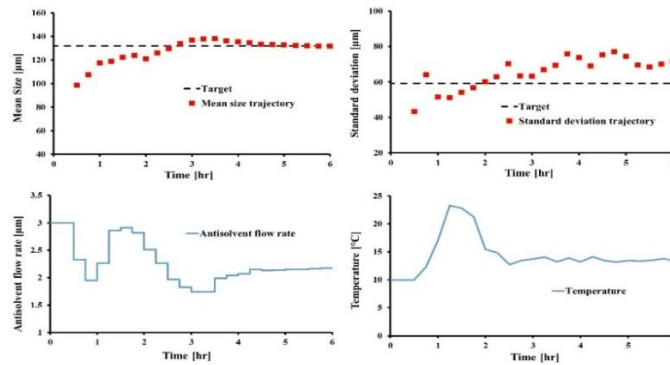 160
140
120
100
80
60
40
Mean Size [µm]
Target
Mean size trajectory
0 1 2 3 4 5 6
Time [hr]
100
80
60
40
20
Standard deviation [µm]
Target
Standard deviation trajectory
0 1 2 3 4 5 6
Time [hr]
3.5
3
2.5
2
1.5
1
Antisolvent flow rate [µm]
Antisolvent flow rate
0 1 2 3 4 5 6
Time [hr]
25
20
15
10
5
0
Temperature [°C]
Temperature
0 1 2 3 4 5
Time [hr]